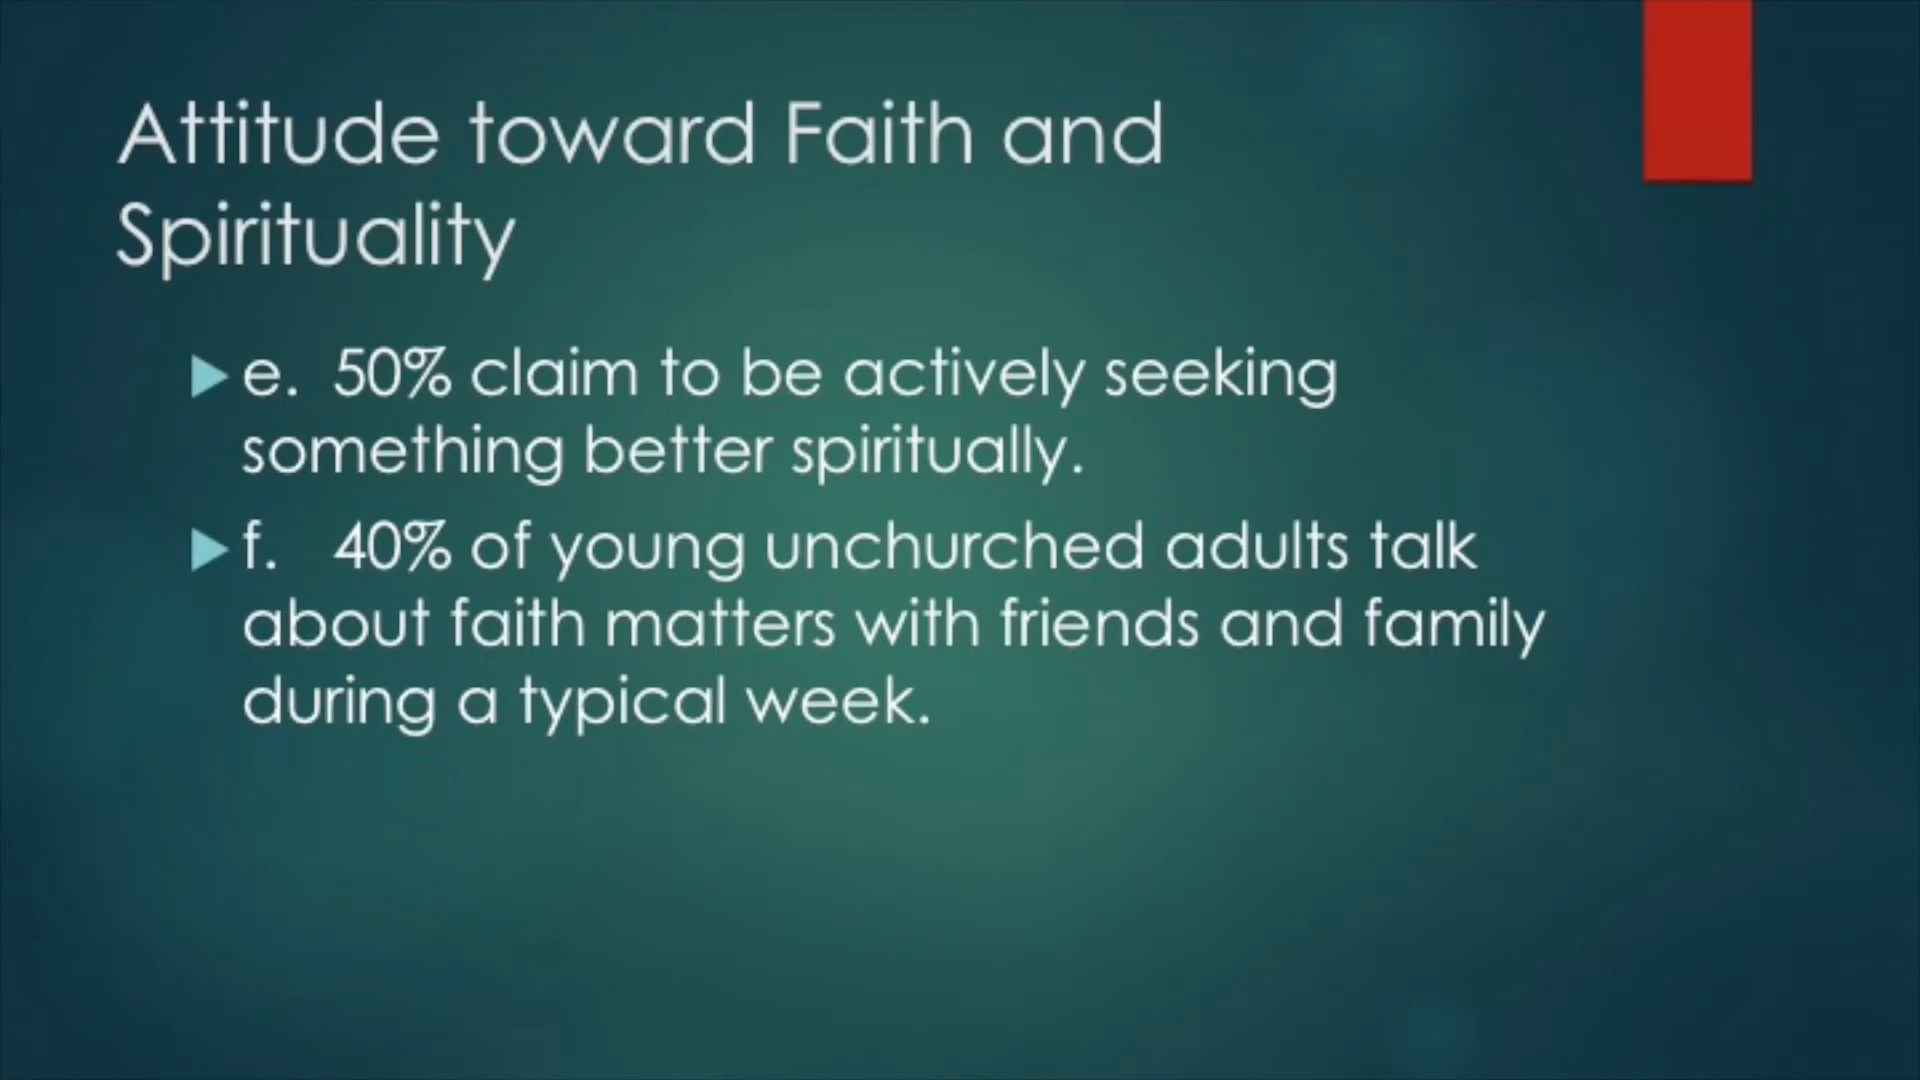 Attitude toward Faith and
Spirituality
e. 50% claim to be actively seeking
something better spiritually.
f. 40% of young unchurched adults talk
about faith matters with friends and family
during a typical week.